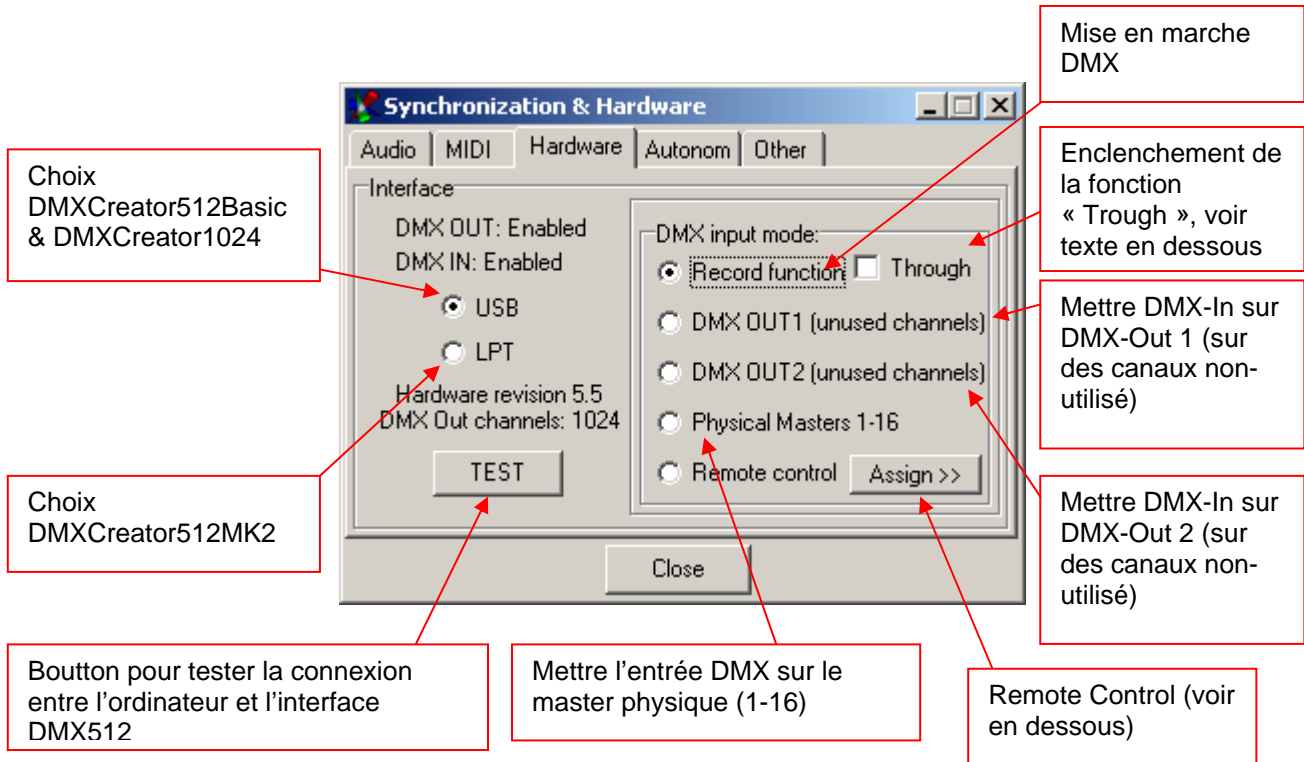 Mise en marche
DMX
Synchronization & Hardware
Audio MIDI Hardware Autonom Other
Choix
DMXCreator512Basic
& DMXCreator1024
Enclenchement de
la fonction
« Trough », voir
texte en dessous
Interface
DMX OUT: Enabled
DMX IN: Enabled
USB
LPT
Hardware revision 5.5
DMX Out channels: 1024
TEST
DMX input mode:
Record function Through
DMX OUT1 (unused channels)
DMX OUT2 (unused channels)
Physical Masters 1-16
Remote control Assign >>
Close
Mettre DMX-In sur
DMX-Out 1 (sur
des canaux non-
utilisé)
Choix
DMXCreator512MK2
Mettre DMX-In sur
DMX-Out 2 (sur
des canaux non-
utilisé)
Boutton pour tester la connexion
entre l'ordinateur et l'interface
DMX512
Mettre l'entrée DMX sur le
master physique (1-16)
Remote Control (voir
en dessous)